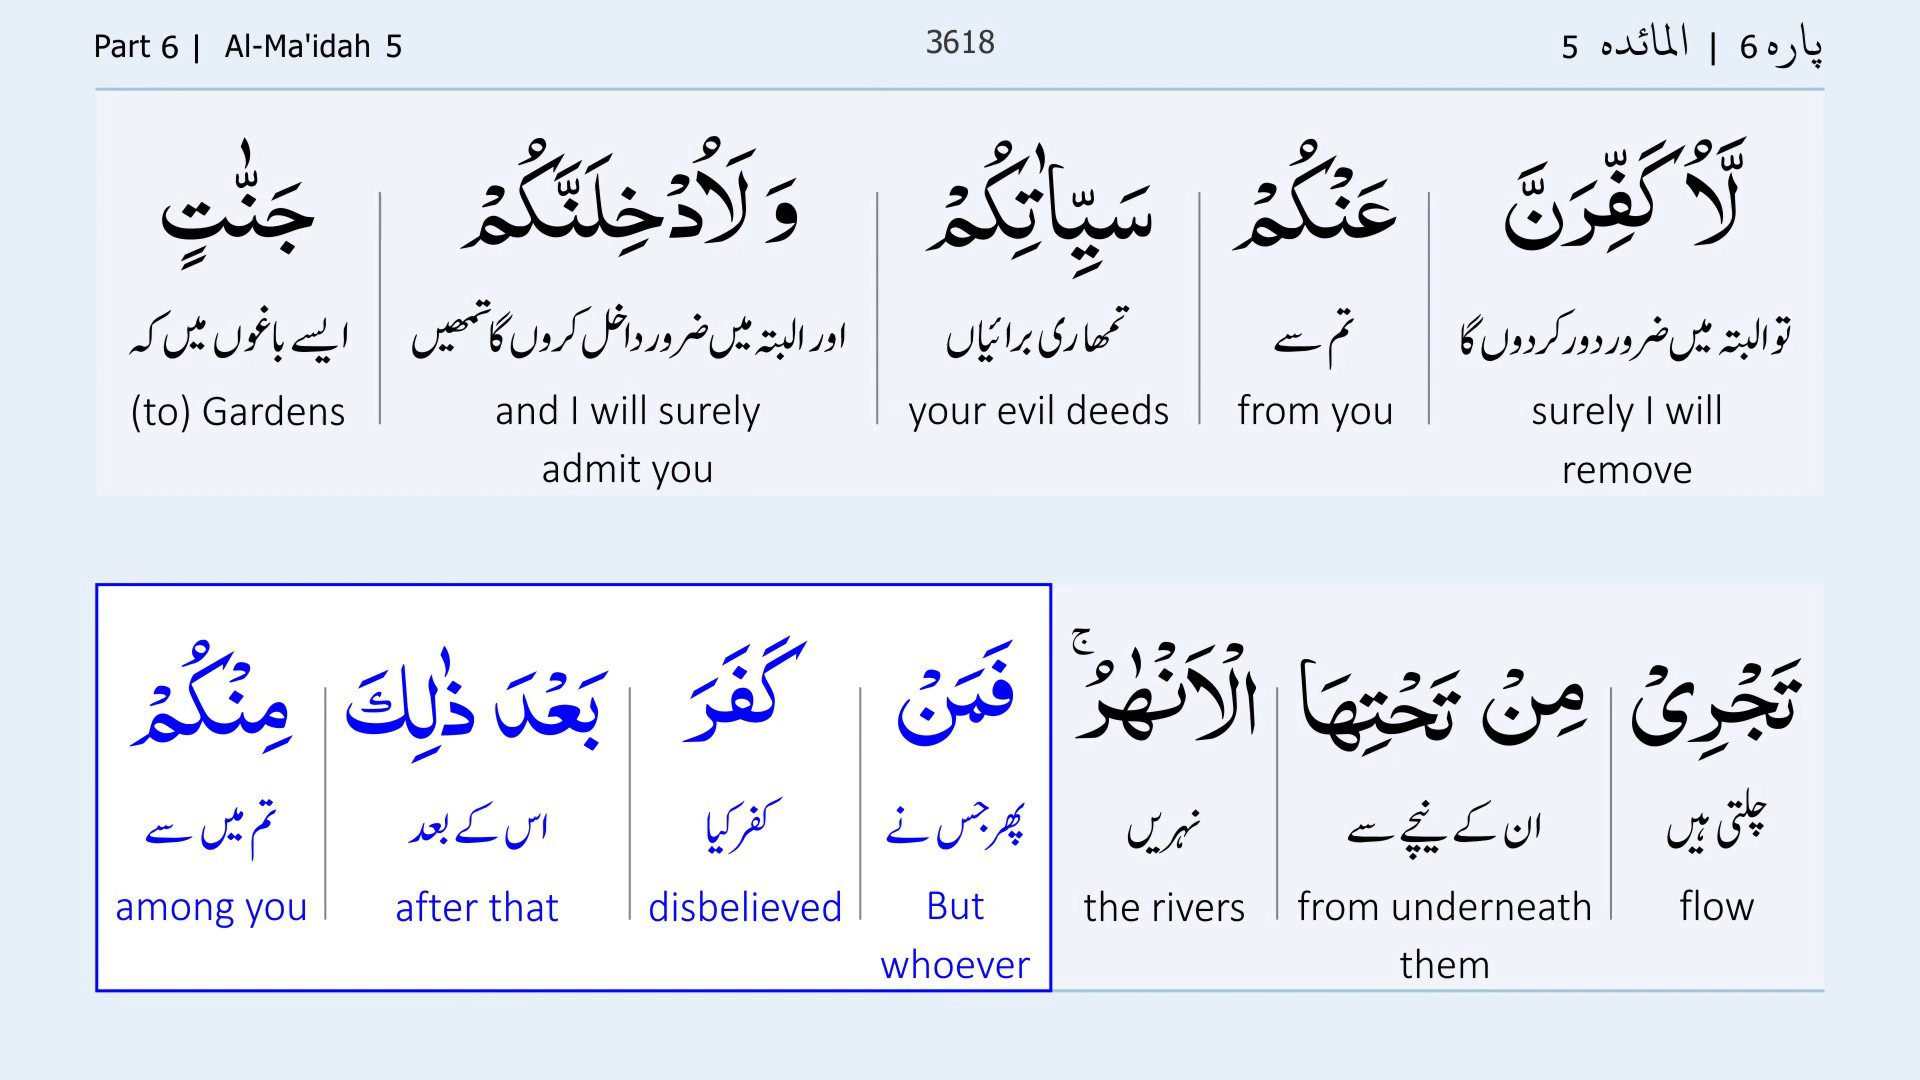 Part 6 | Al-Ma'idah 5
3618
پارہ 6 | المائدہ 5
لَّاُ كَفِّرَنَّ عَنْكُمْ سَيِّاٰتِكُمْ وَ لَاُدْخِلَنَّكُمْ جَنّٰتٍ
تو البتہ میں ضرور دور کر دوں گا تم سے تمھاری برائیاں اور البتہ میں ضرور داخل کروں گا تمھیں ایسے باغوں میں کہ
surely I will remove from you your evil deeds and I will surely admit you (to) Gardens
تَجْرِیْ مِنْ تَحْتِهَا الْاَنْهٰرُ ۚ فَمَنْ كَفَرَ بَعْدَ ذٰلِكَ مِنْكُمْ
چلتی ہیں ان کے نیچے سے نہریں پھر جس نے کفر کیا اس کے بعد تم میں سے
flow from underneath them the rivers But whoever disbelieved after that among you